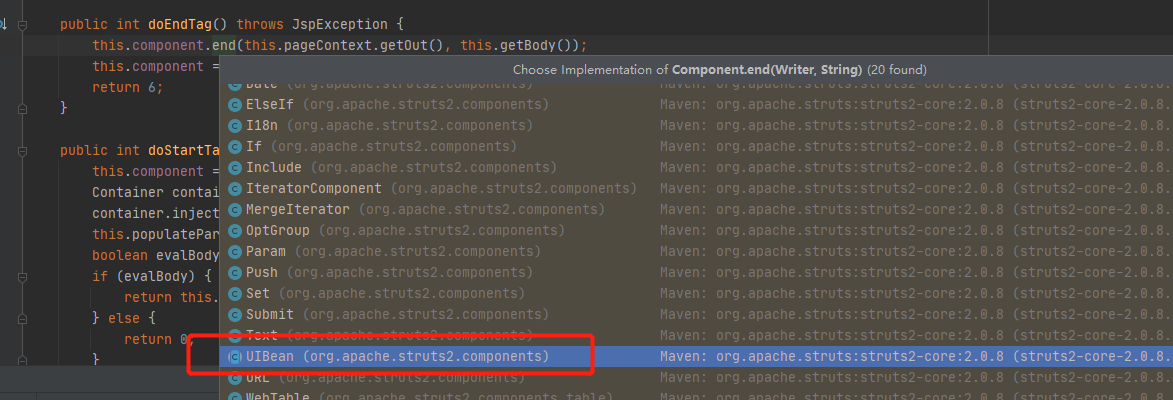 public int doEndTag() throws JspException {
this.component.end(this.pageContext.getOut(), this.getBody());
this.component =
return 6;
}
public int doStartTa
this.component =
Container contai
container.inject
this.populatePar
boolean evalBody
if (evalBody) {
return this.
} else {
return 0;
}
Choose Implementation of Component.end(Writer, String) (20 found)
Date (org.apache.struts2.components) Maven: org.apache.struts:struts2-core:2.0.8 (struts2-core-2.0.8.
ElseIf (org.apache.struts2.components) Maven: org.apache.struts:struts2-core:2.0.8 (struts2-core-2.0.8.
I18n (org.apache.struts2.components) Maven: org.apache.struts:struts2-core:2.0.8 (struts2-core-2.0.8.
If (org.apache.struts2.components) Maven: org.apache.struts:struts2-core:2.0.8 (struts2-core-2.0.8.
Include (org.apache.struts2.components) Maven: org.apache.struts:struts2-core:2.0.8 (struts2-core-2.0.8.
IteratorComponent (org.apache.struts2.components) Maven: org.apache.struts:struts2-core:2.0.8 (struts2-core-2.0.8.
MergeIterator (org.apache.struts2.components) Maven: org.apache.struts:struts2-core:2.0.8 (struts2-core-2.0.8.
OptGroup (org.apache.struts2.components) Maven: org.apache.struts:struts2-core:2.0.8 (struts2-core-2.0.8.
Param (org.apache.struts2.components) Maven: org.apache.struts:struts2-core:2.0.8 (struts2-core-2.0.8.
Push (org.apache.struts2.components) Maven: org.apache.struts:struts2-core:2.0.8 (struts2-core-2.0.8.
Set (org.apache.struts2.components) Maven: org.apache.struts:struts2-core:2.0.8 (struts2-core-2.0.8.
Submit (org.apache.struts2.components) Maven: org.apache.struts:struts2-core:2.0.8 (struts2-core-2.0.8.
Text (org.apache.struts2.components) Maven: org.apache.struts:struts2-core:2.0.8 (struts2-core-2.0.8.
UIBean (org.apache.struts2.components) Maven: org.apache.struts:struts2-core:2.0.8 (struts2-core-2.0.8.
URL (org.apache.struts2.components) Maven: org.apache.struts:struts2-core:2.0.8 (struts2-core-2.0.8.
WebTable (org.apache.struts2.components.table) Maven: org.apache.struts:struts2-core:2.0.8 (struts2-core-2.0.8.